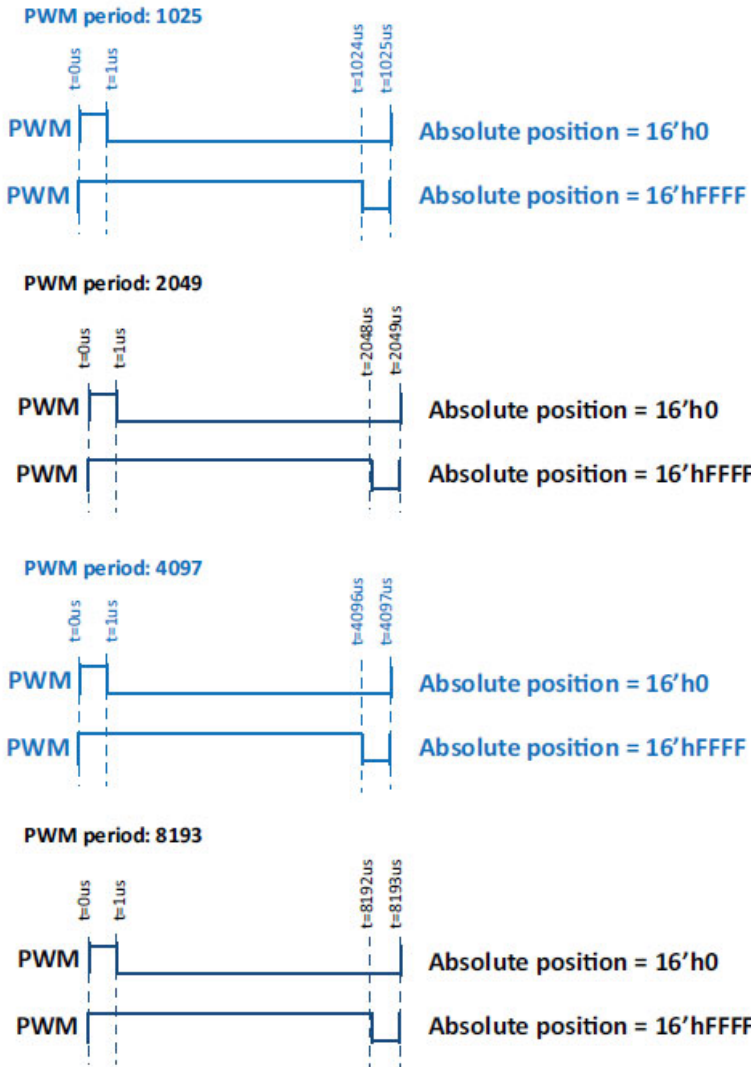 PWM period: 1025
t=0us t=1us t=1024us t=1025us
PWM Absolute position = 16'h0
PWM Absolute position = 16'hFFFF
PWM period: 2049
t=0us t=1us t=2048us t=2049us
PWM Absolute position = 16'h0
PWM Absolute position = 16'hFFFF
PWM period: 4097
t=0us t=1us t=4096us t=4097us
PWM Absolute position = 16'h0
PWM Absolute position = 16'hFFFF
PWM period: 8193
t=0us t=1us t=8192us t=8193us
PWM Absolute position = 16'h0
PWM Absolute position = 16'hFFFF